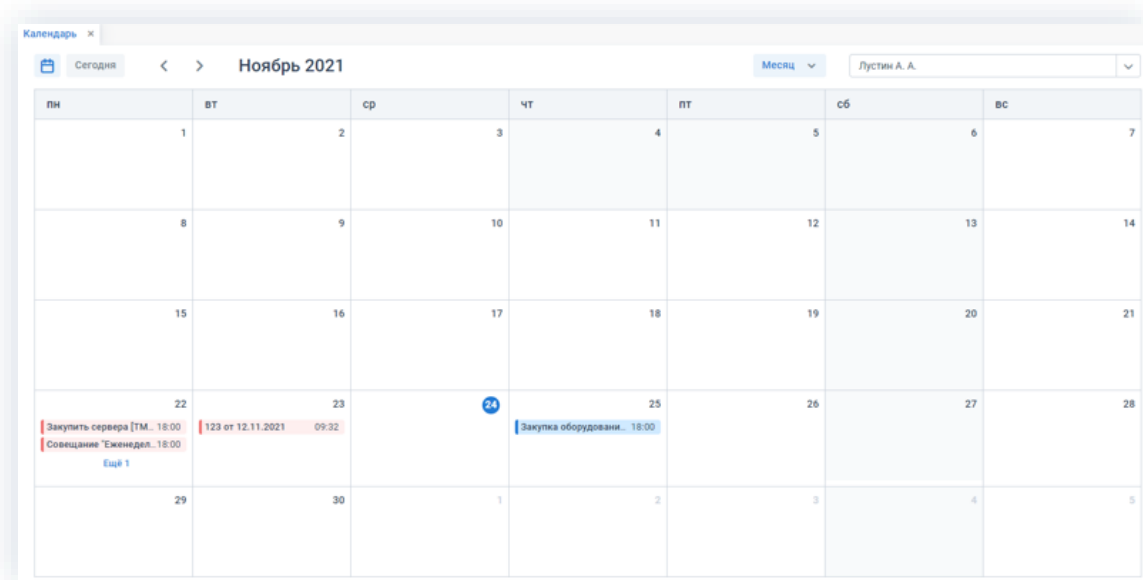 Календарь ×
Сегодня < > Ноябрь 2021 Месяц Лустин А. А.
пн вт ср чт пт сб вс
1 2 3 4 5 6 7
8 9 10 11 12 13 14
15 16 17 18 19 20 21
22 23 24 25 26 27 28
Закупить сервера [ТМ... 18:00 123 от 12.11.2021 09:32 Закупка оборудовани... 18:00
Совещание "Еженедел... 18:00
Ещё 1
29 30 1 2 3 4 5